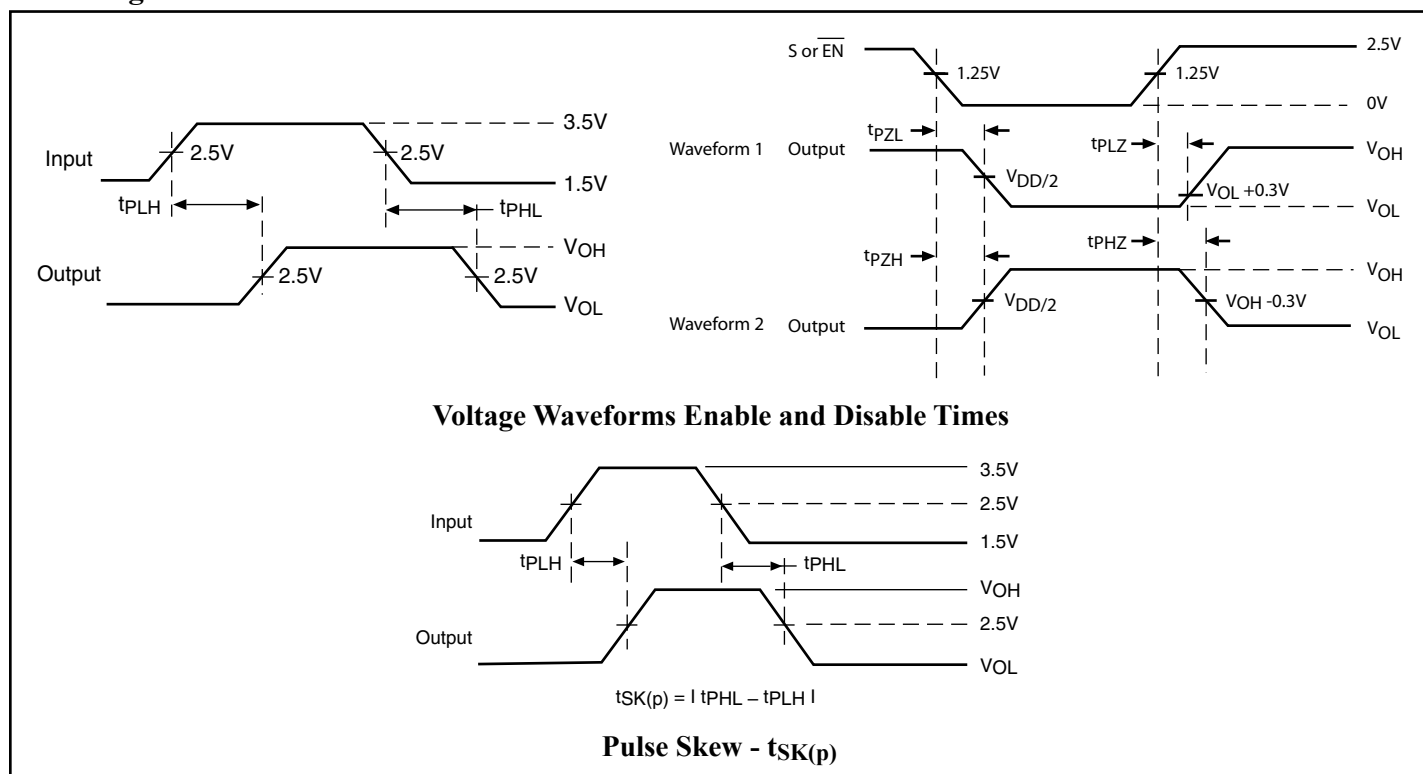 S or EN
2.5V
1.25V
1.25V
0V
3.5V
Input
2.5V
2.5V
1.5V
tPLH
tPHL
VOH
Output
2.5V
2.5V
VOL
tPZL
tPLZ
Waveform 1 Output
VOH
VDD/2
VOL +0.3V
VOL
tPZH
tPHZ
VOH
VDD/2
VOH -0.3V
Waveform 2 Output
VOL
Voltage Waveforms Enable and Disable Times
3.5V
2.5V
Input
1.5V
tPLH
tPHL
VOH
2.5V
Output
VOL
tSK(p) = I tPHL – tPLH I
Pulse Skew - tSK(p)